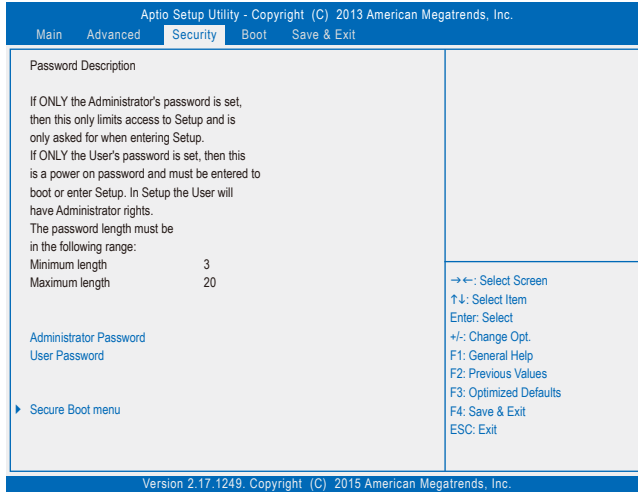 Aptio Setup Utility - Copyright (C) 2013 American Megatrends, Inc.
Main Advanced Security Boot Save & Exit
Password Description
If ONLY the Administrator's password is set,
then this only limits access to Setup and is
only asked for when entering Setup.
If ONLY the User's password is set, then this
is a power on password and must be entered to
boot or enter Setup. In Setup the User will
have Administrator rights.
The password length must be
in the following range:
Minimum length 3
Maximum length 20
Administrator Password
User Password
Secure Boot menu
→←: Select Screen
↑↓: Select Item
Enter: Select
+/-: Change Opt.
F1: General Help
F2: Previous Values
F3: Optimized Defaults
F4: Save & Exit
ESC: Exit
Version 2.17.1249. Copyright (C) 2015 American Megatrends, Inc.